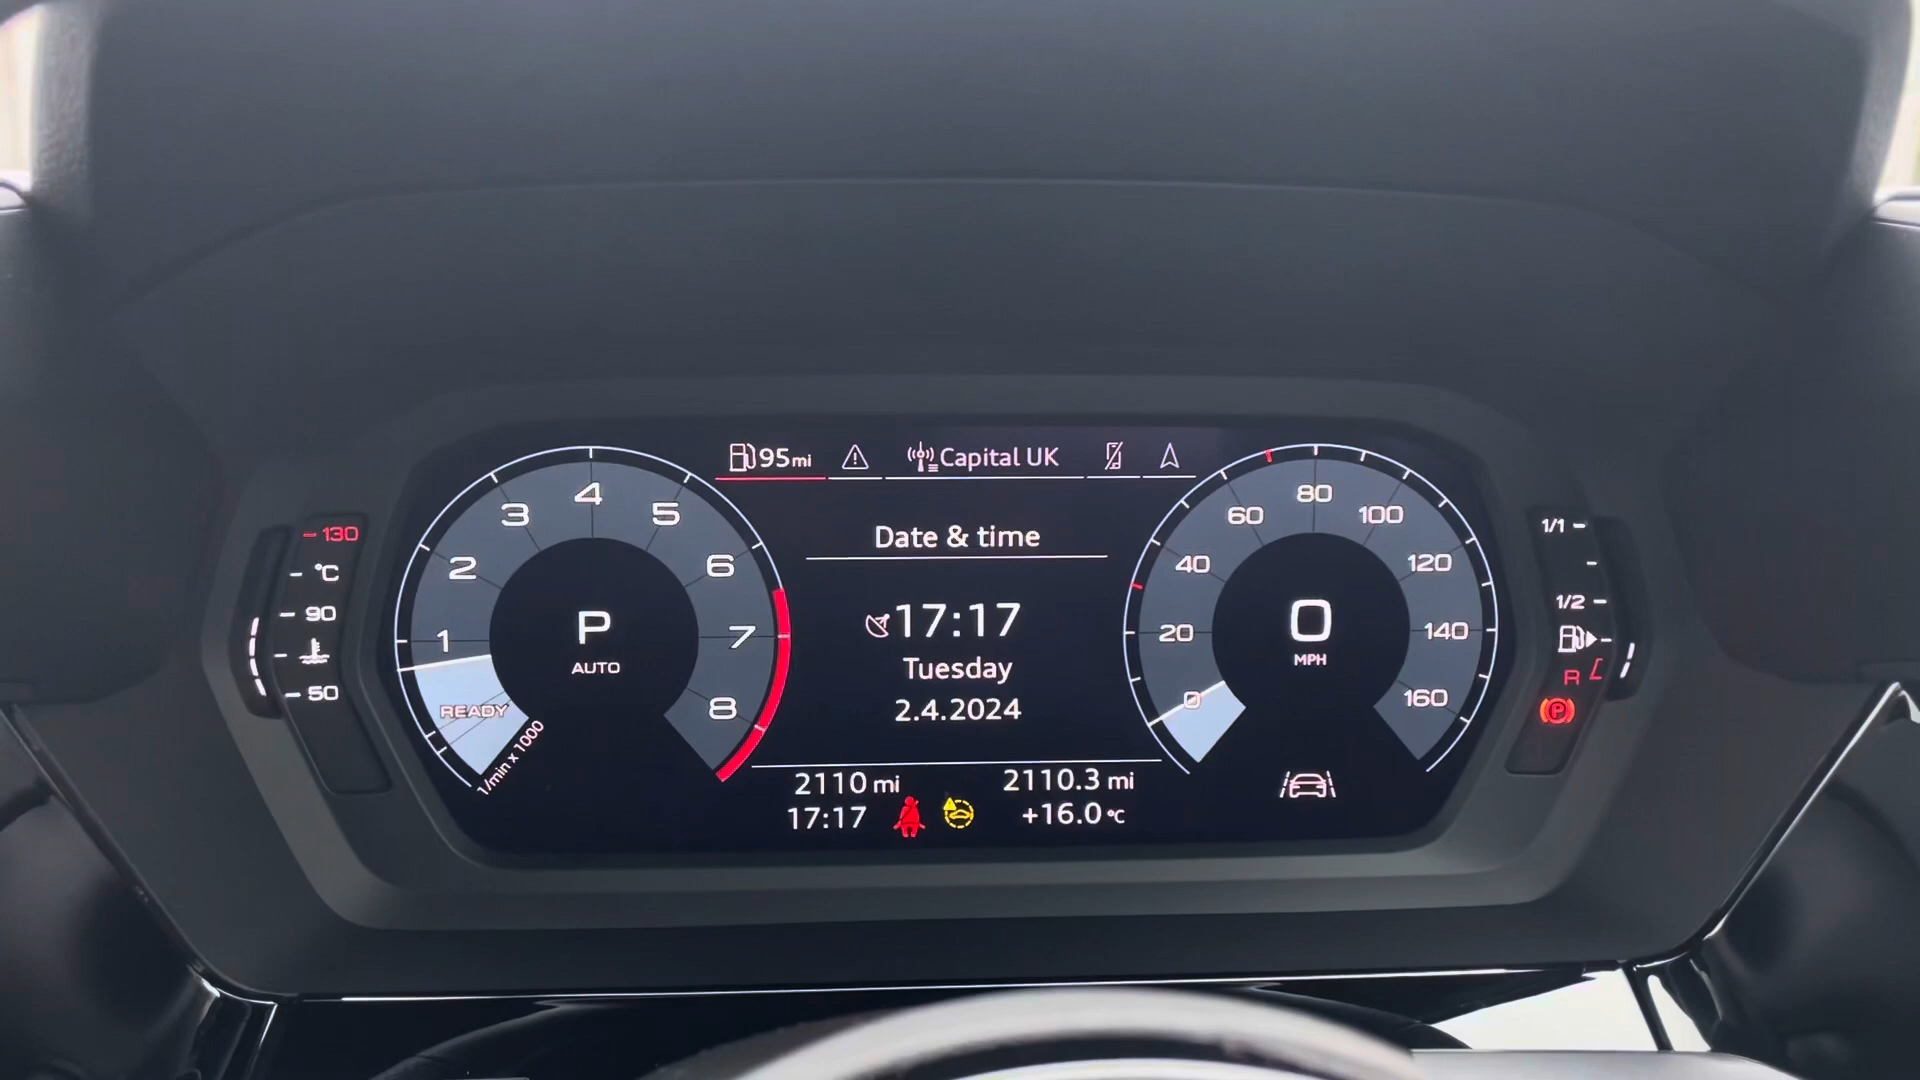 95 mi
Capital UK
Date & time
17:17
Tuesday
2.4.2024
2110 mi
2110.3 mi
17:17
+16.0 °C
130
°C
90
50
1
2
3
4
5
6
7
8
READY
1/min x 1000
P
AUTO
0
20
40
60
80
100
120
140
160
0
MPH
1/1
1/2
R
P